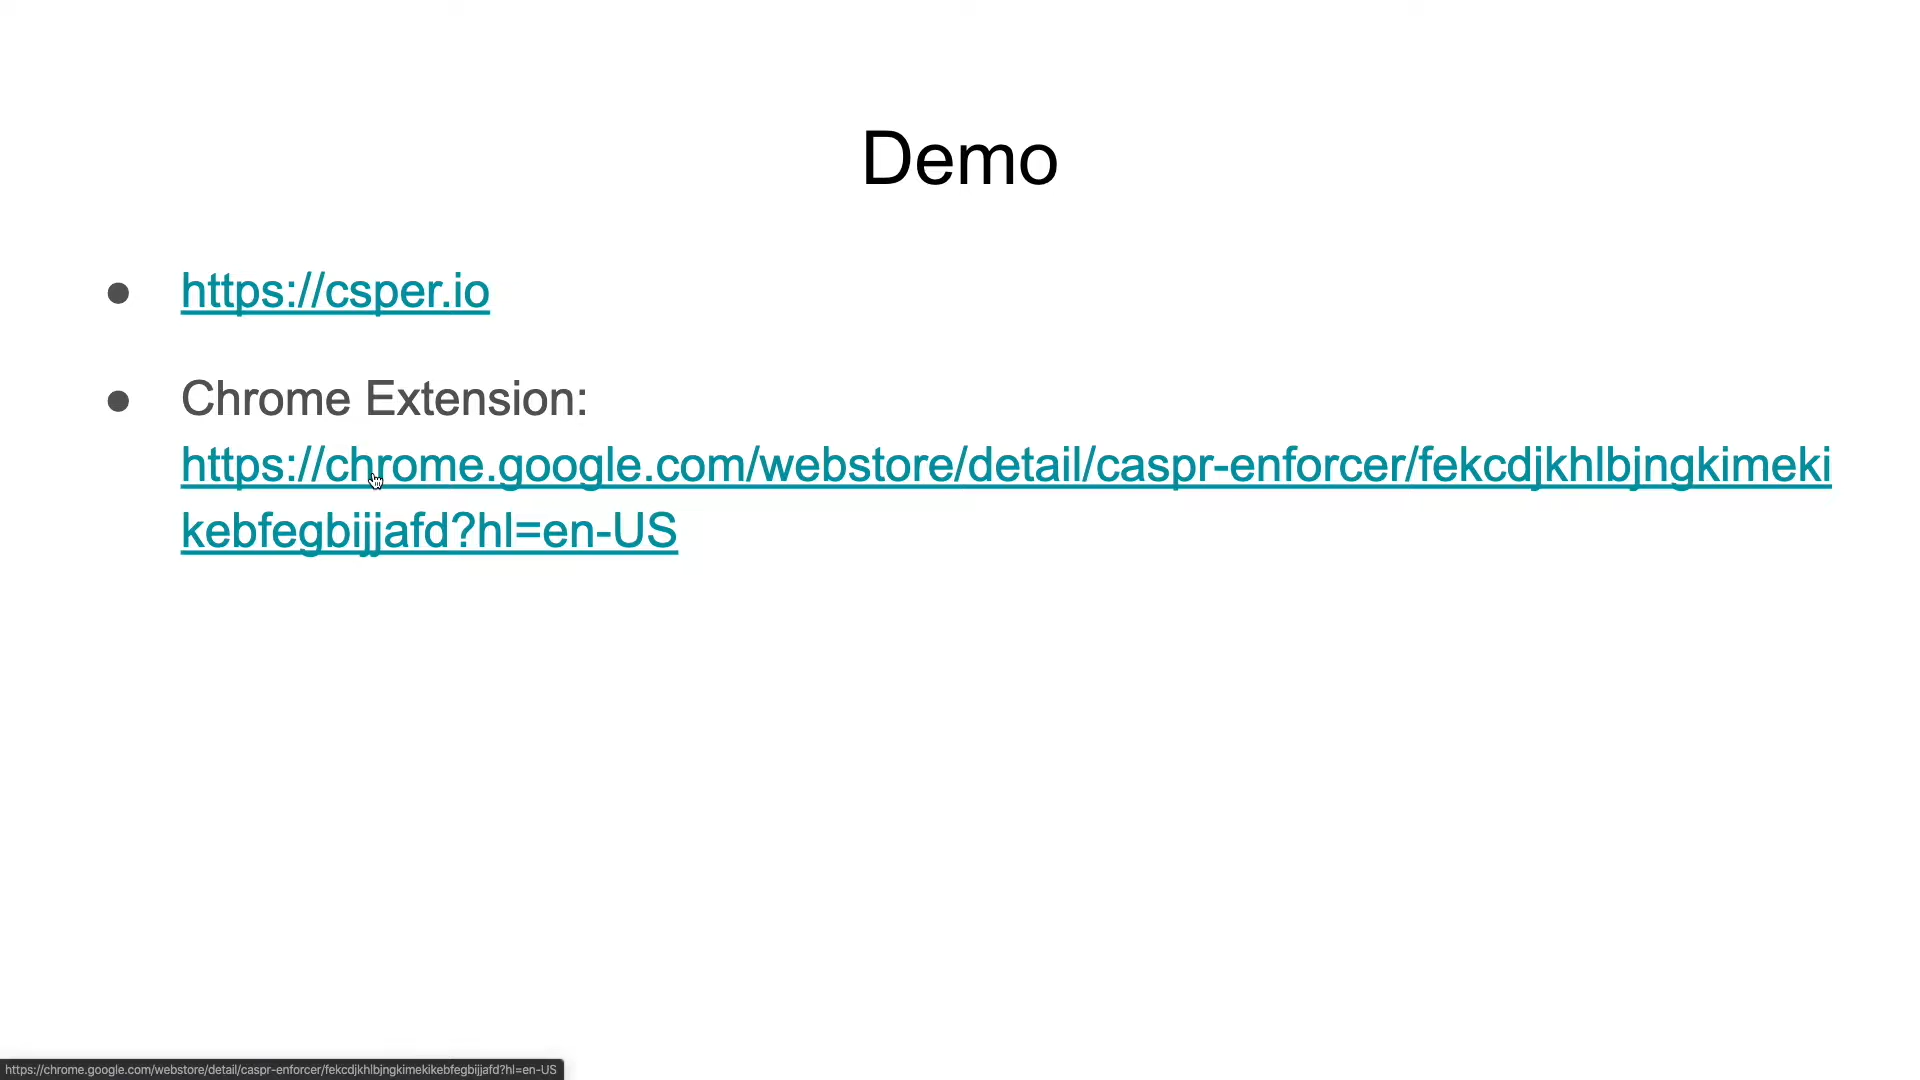 Demo
● https://csper.io
● Chrome Extension:
https://chrome.google.com/webstore/detail/caspr-enforcer/fekcdjkhlbjngkimeki
kebfegbijjafd?hl=en-US
https://chrome.google.com/webstore/detail/caspr-enforcer/fekcdjkhlbjngkimekikebfegbijjafd?hl=en-US